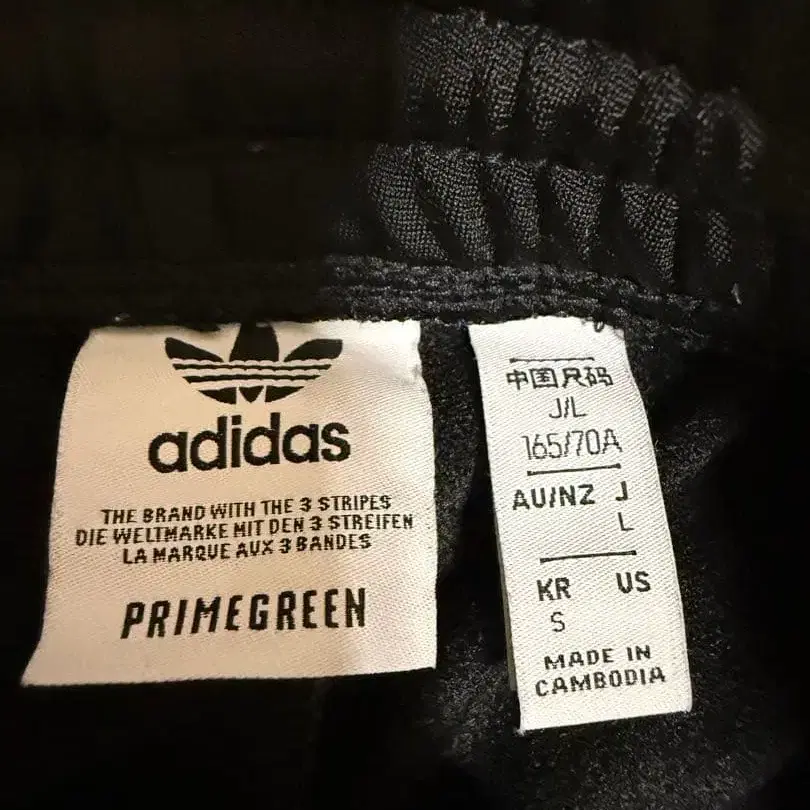 adidas
THE BRAND WITH THE 3 STRIPES
DIE WELTMARKE MIT DEN 3 STREIFEN
LA MARQUE AUX 3 BANDES
PRIMEGREEN
中国尺码
J/L
165/70A
AU/NZ J
L
KR US
S
MADE IN
CAMBODIA